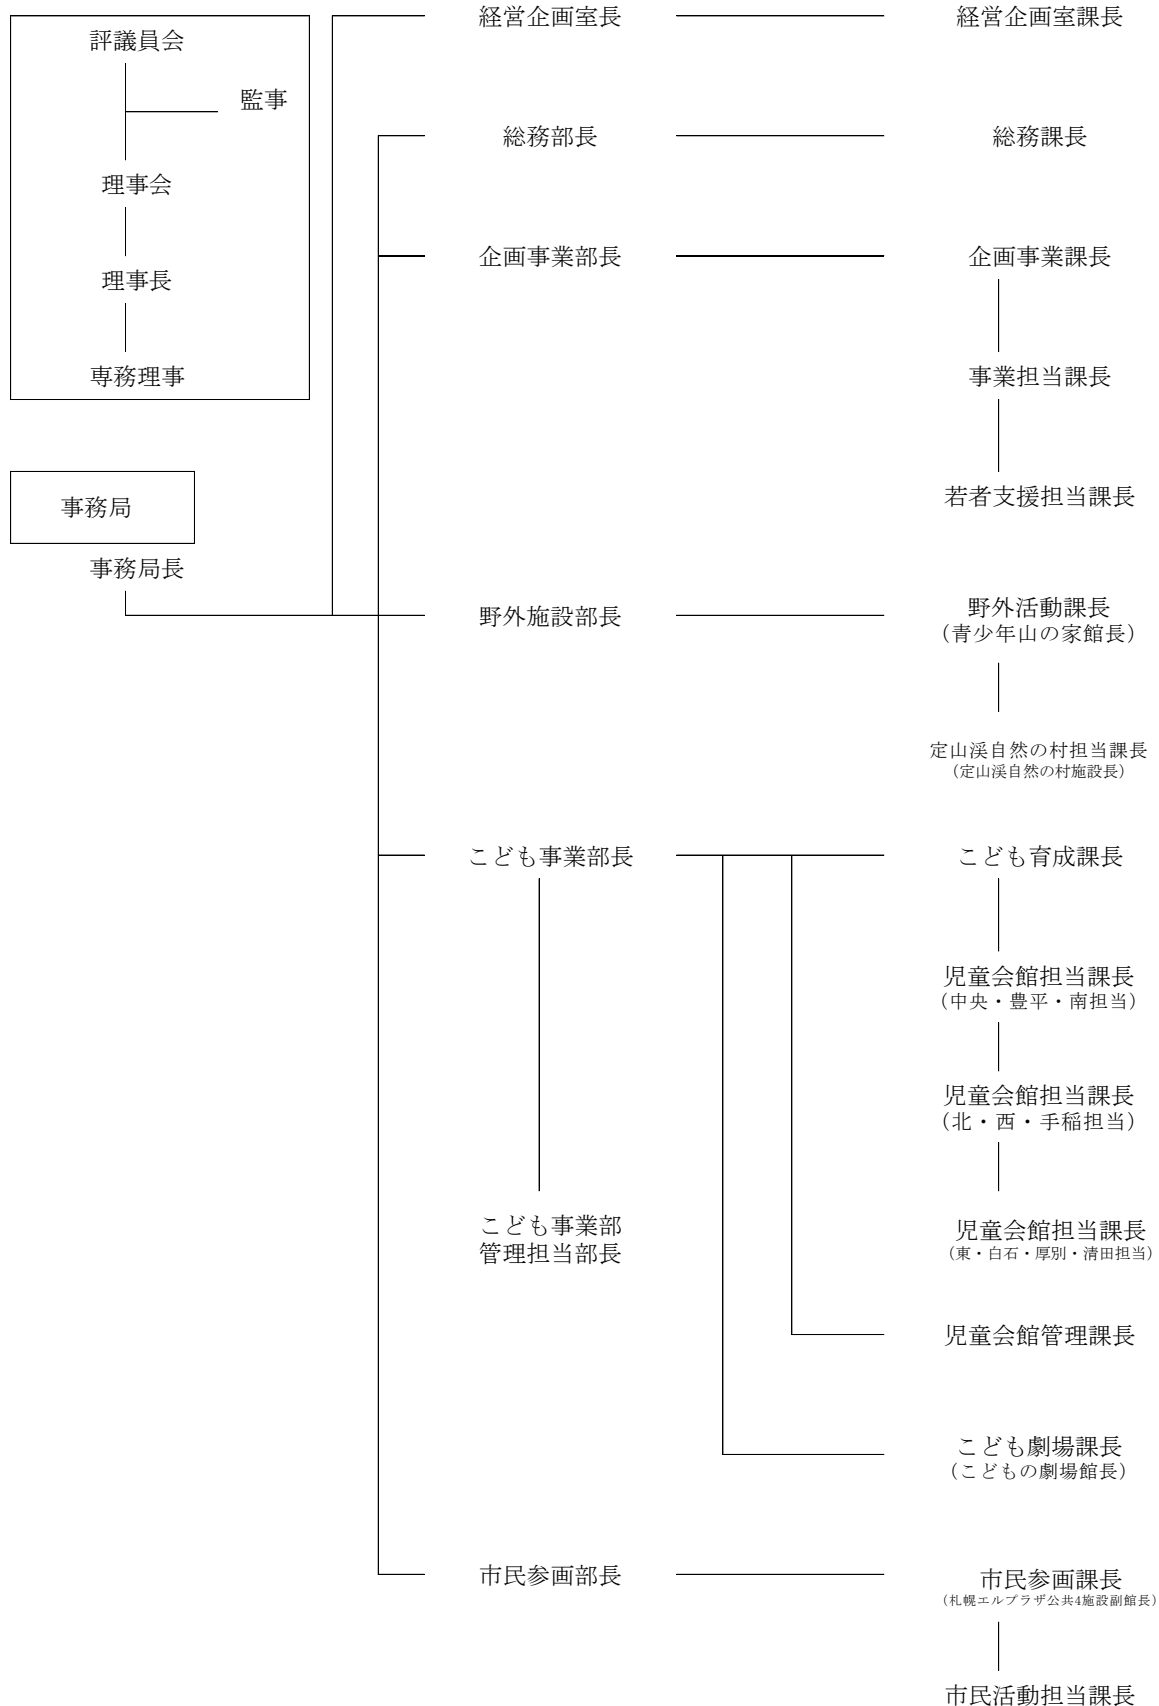 評議員会
監事
理事会
理事長
専務理事
事務局
事務局長
経営企画室長
経営企画室課長
総務部長
総務課長
企画事業部長
企画事業課長
事業担当課長
若者支援担当課長
野外施設部長
野外活動課長
（青少年山の家館長）
定山渓自然の村担当課長
（定山渓自然の村施設長）
こども事業部長
こども育成課長
児童会館担当課長
（中央・豊平・南担当）
児童会館担当課長
（北・西・手稲担当）
こども事業部
管理担当部長
児童会館担当課長
（東・白石・厚別・清田担当）
児童会館管理課長
こども劇場課長
（こどもの劇場館長）
市民参画部長
市民参画課長
（札幌エルプラザ公共4施設副館長）
市民活動担当課長